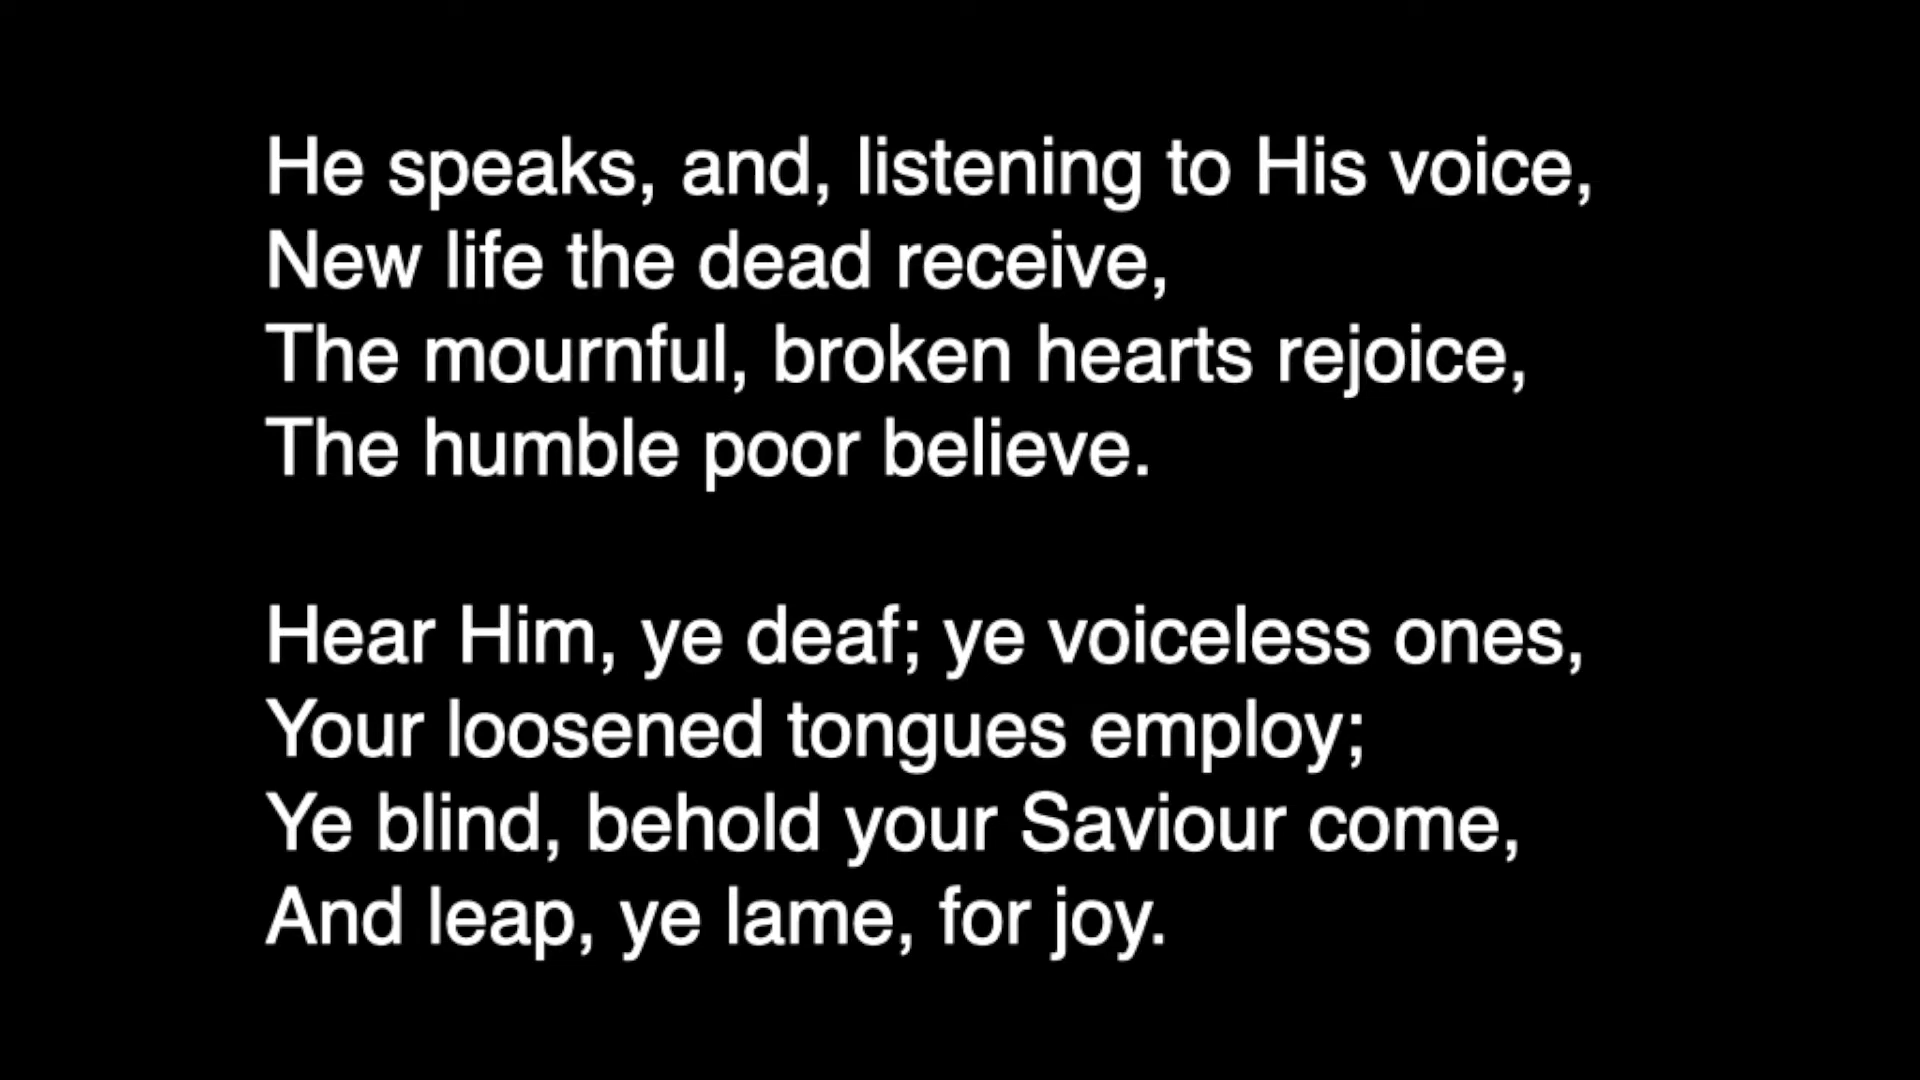 He speaks, and, listening to His voice,
New life the dead receive,
The mournful, broken hearts rejoice,
The humble poor believe.
Hear Him, ye deaf; ye voiceless ones,
Your loosened tongues employ;
Ye blind, behold your Saviour come,
And leap, ye lame, for joy.